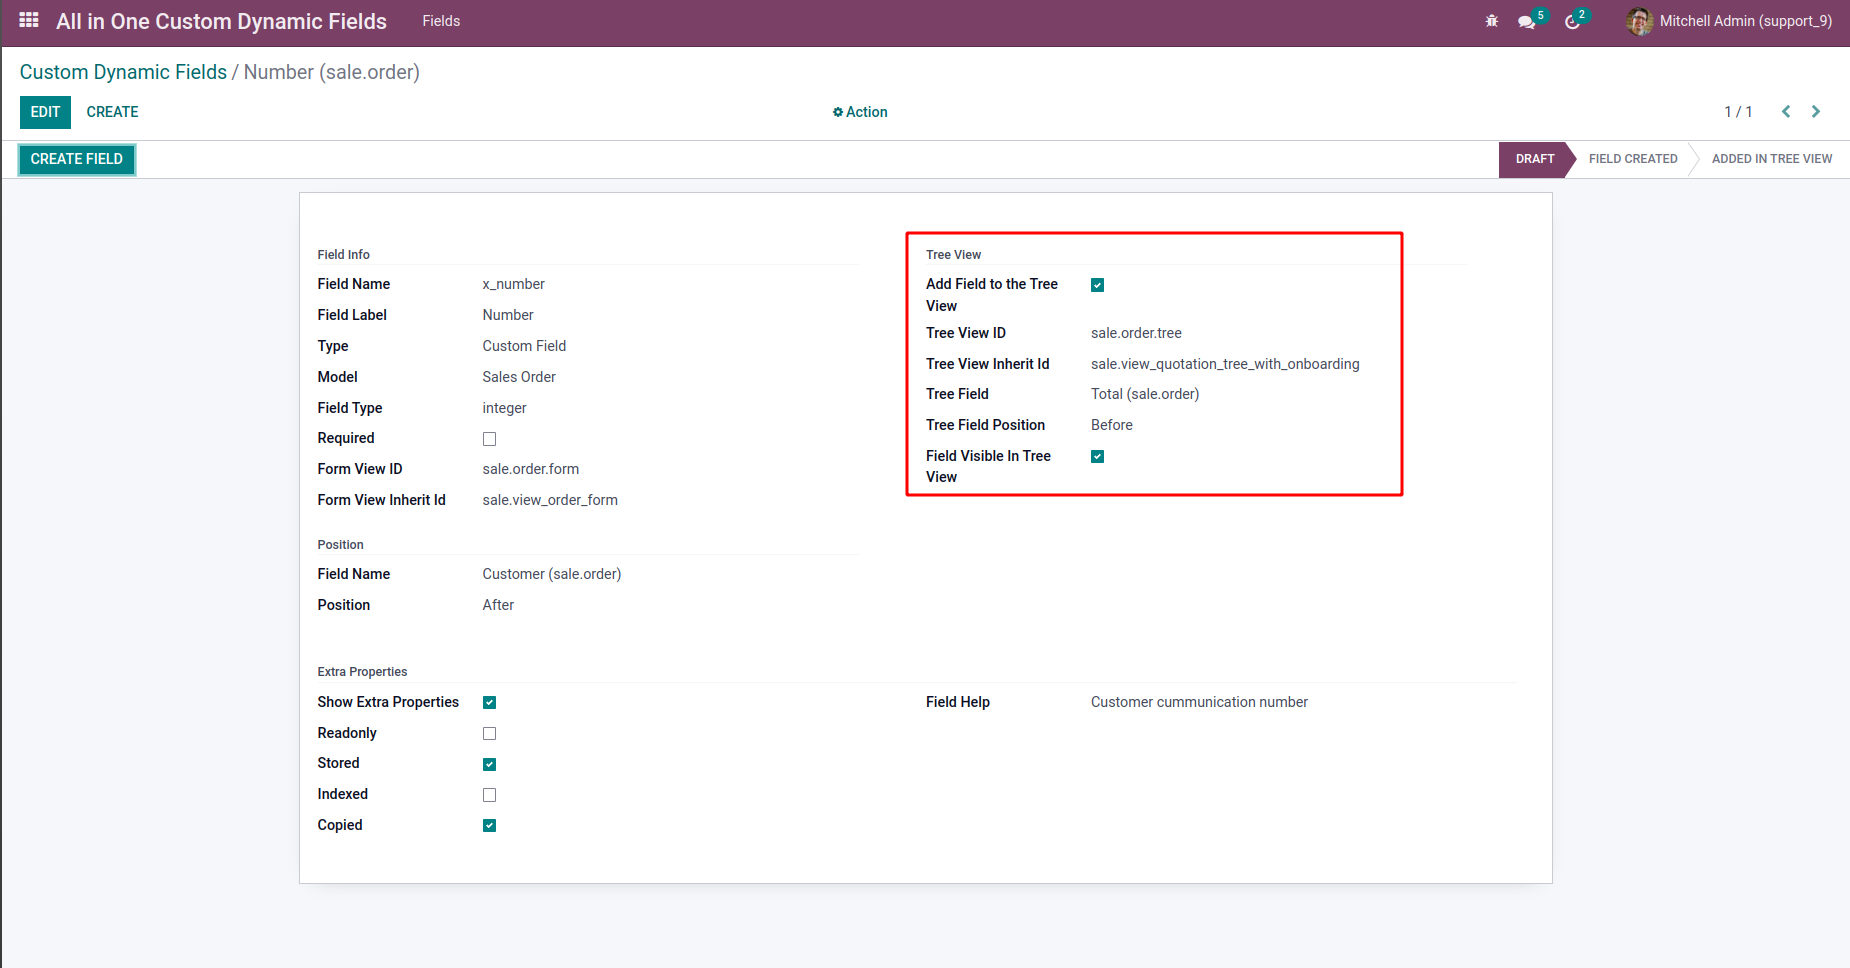 All in One Custom Dynamic Fields Fields 5 2 Mitchell Admin (support_9)
Custom Dynamic Fields / Number (sale.order)
EDIT CREATE Action 1 / 1
CREATE FIELD DRAFT FIELD CREATED ADDED IN TREE VIEW
Field Info
Field Name x_number
Field Label Number
Type Custom Field
Model Sales Order
Field Type integer
Required
Form View ID sale.order.form
Form View Inherit Id sale.view_order_form
Tree View
Add Field to the Tree
View
Tree View ID sale.order.tree
Tree View Inherit Id sale.view_quotation_tree_with_onboarding
Tree Field Total (sale.order)
Tree Field Position Before
Field Visible In Tree
View
Position
Field Name Customer (sale.order)
Position After
Extra Properties
Show Extra Properties
Readonly
Stored
Indexed
Copied
Field Help Customer cummunication number